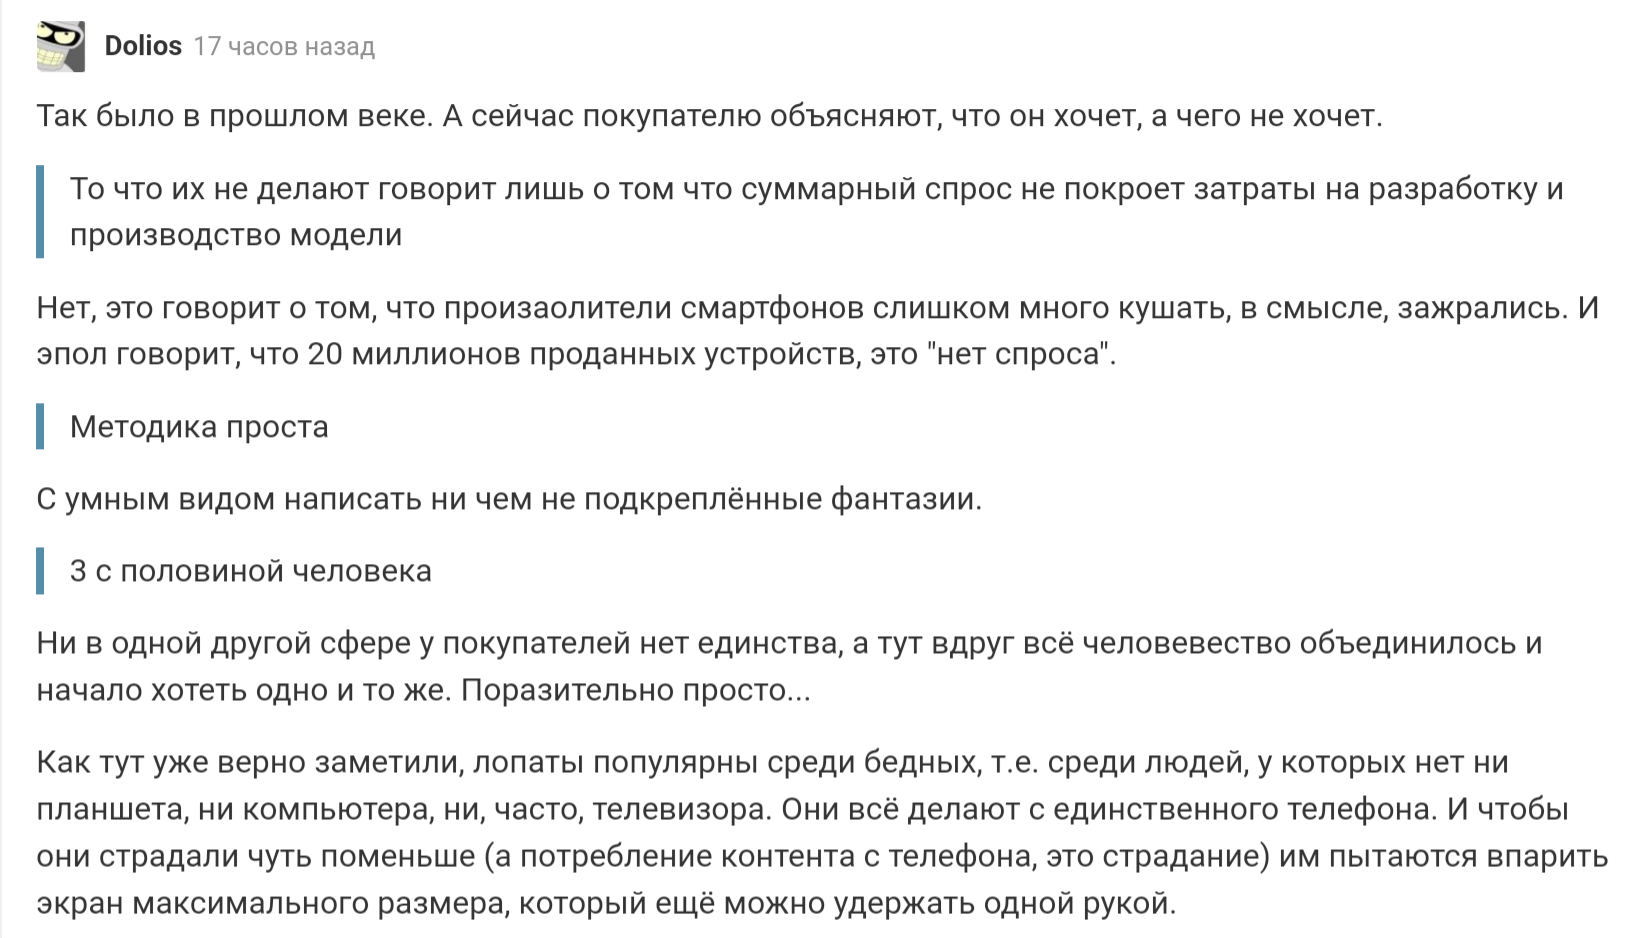 Dolios 17 часов назад
Так было в прошлом веке. А сейчас покупателю объясняют, что он хочет, а чего не хочет.
То что их не делают говорит лишь о том что суммарный спрос не покроет затраты на разработку и
производство модели
Нет, это говорит о том, что произаолители смартфонов слишком много кушать, в смысле, зажрались. И
эпол говорит, что 20 миллионов проданных устройств, это "нет спроса".
Методика проста
С умным видом написать ни чем не подкреплённые фантазии.
3 с половиной человека
Ни в одной другой сфере у покупателей нет единства, а тут вдруг всё человевество объединилось и
начало хотеть одно и то же. Поразительно просто...
Как тут уже верно заметили, лопаты популярны среди бедных, т.е. среди людей, у которых нет ни
планшета, ни компьютера, ни, часто, телевизора. Они всё делают с единственного телефона. И чтобы
они страдали чуть поменьше (а потребление контента с телефона, это страдание) им пытаются впарить
экран максимального размера, который ещё можно удержать одной рукой.